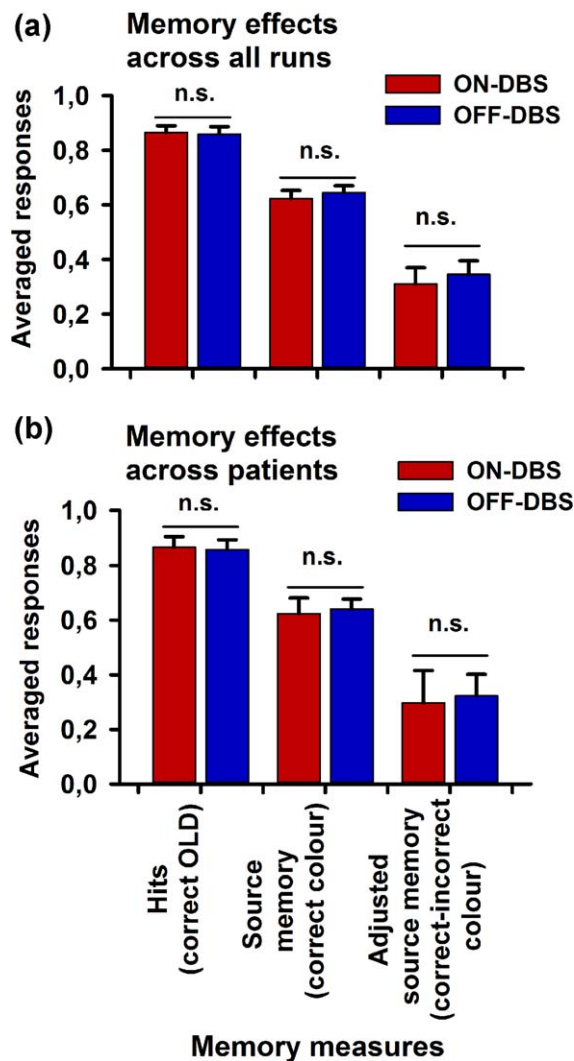 (a)
Memory effects
across all runs
ON-DBS
OFF-DBS
1,0
0,8
0,6
0,4
0,2
0,0
Averaged responses
n.s.
n.s.
n.s.
(b)
Memory effects
across patients
ON-DBS
OFF-DBS
1,0
0,8
0,6
0,4
0,2
0,0
Averaged responses
n.s.
n.s.
n.s.
Hits
(correct OLD)
Source
memory
(correct colour)
Adjusted
source memory
(correct-incorrect
colour)
Memory measures